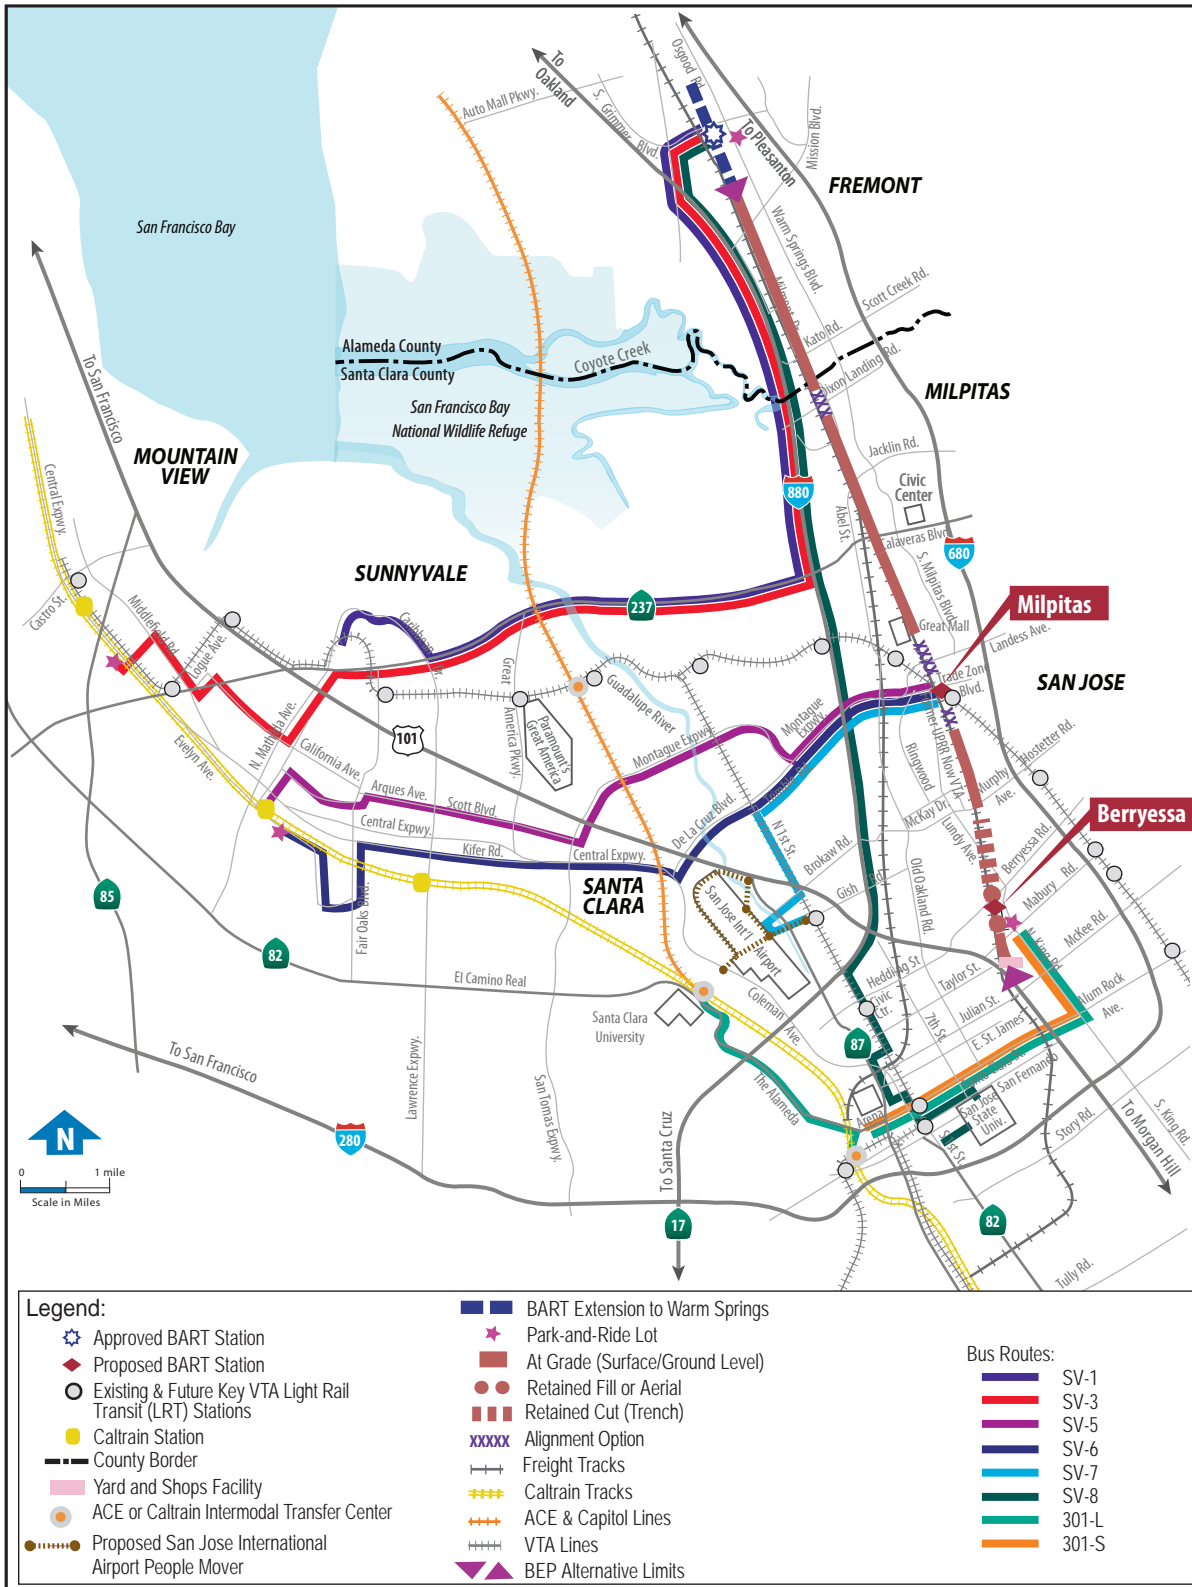 Osgood Rd.
To
Oakland
Auto Mall Pkwy.
S. Grimmer Blvd.
To Pleasanton
Mission Blvd.
FREMONT
San Francisco Bay
Warm Springs Blvd.
Scott Creek Rd.
Kato Rd.
Dixon Landing Rd.
Alameda County
Santa Clara County
Coyote Creek
To San Francisco
San Francisco Bay
National Wildlife Refuge
MILPITAS
MOUNTAIN
VIEW
Jacklin Rd.
Civic
Center
Central Expwy.
880
Abel St.
Calaveras Blvd.
680
SUNNYVALE
S. Milpitas Blvd.
Castro St.
Middlefield Rd.
237
Milpitas
Great Mall
Landess Ave.
Logue Ave.
Caribbean Dr.
Trade Zone
Blvd.
SAN JOSE
Great
America Pkwy.
Guadalupe River
N. Mathilda Ave.
101
Paramount's
Great America
Montague
Expwy.
Montague Expwy.
Hostetter Rd.
Evelyn Ave.
California Ave.
Ringwood
Former UPRR Now VTA
Murphy
Ave.
Arques Ave.
Scott Blvd.
McKay Dr.
Lundy Ave.
Berryessa
Berryessa Rd.
De La Cruz Blvd.
Central Expwy.
Kifer Rd.
Central Expwy.
N 1st St.
Brokaw Rd.
Gish Rd.
Old Oakland Rd.
Mabury Rd.
SANTA
CLARA
San Jose Int'l
Airport
85
Fair Oaks Blvd.
N. King Rd.
McKee Rd.
82
El Camino Real
Hedding St
Taylor St.
Alum Rock
Ave.
Civic
Ctr.
Julian St.
7th St.
E. St. James
Santa Clara
University
Coleman Ave.
87
Santa Clara St.
San Fernando
To San Francisco
Lawrence Expwy.
San Tomas Expwy.
The Alameda
Arena
San Jose
State
Univ.
S. 1st St.
Story Rd.
S. King Rd.
To Morgan Hill
N
0 1 mile
Scale in Miles
280
To Santa Cruz
17
82
Tully Rd.
Legend:
Approved BART Station
Proposed BART Station
Existing & Future Key VTA Light Rail
Transit (LRT) Stations
Caltrain Station
County Border
Yard and Shops Facility
ACE or Caltrain Intermodal Transfer Center
Proposed San Jose International
Airport People Mover
BART Extension to Warm Springs
Park-and-Ride Lot
At Grade (Surface/Ground Level)
Retained Fill or Aerial
Retained Cut (Trench)
Alignment Option
Freight Tracks
Caltrain Tracks
ACE & Capitol Lines
VTA Lines
BEP Alternative Limits
Bus Routes:
SV-1
SV-3
SV-5
SV-6
SV-7
SV-8
301-L
301-S